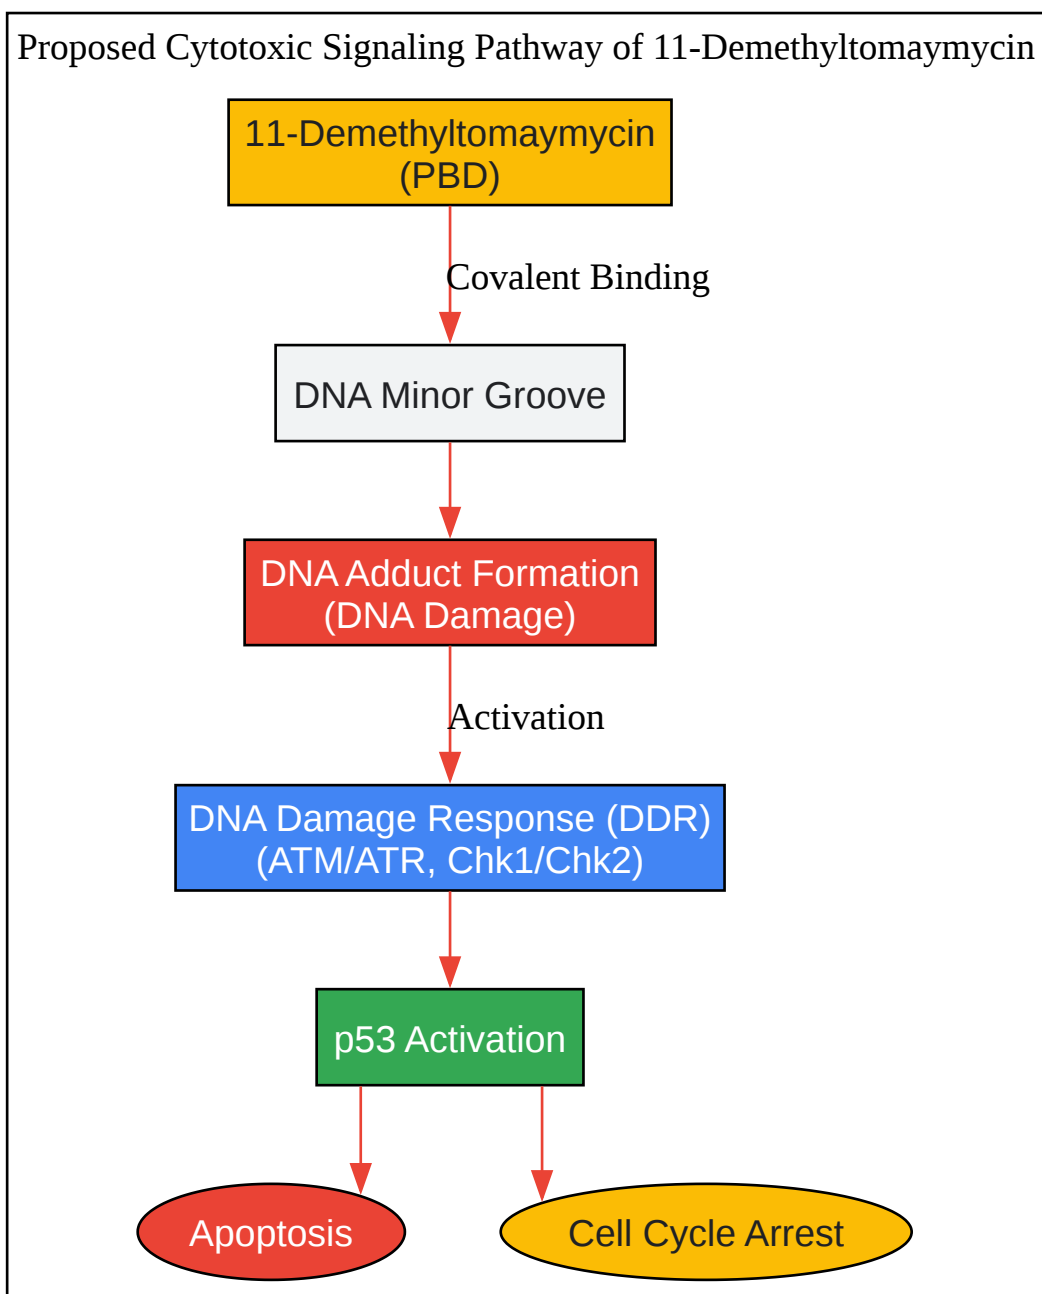 Proposed Cytotoxic Signaling Pathway of 11-Demethyltomaymycin
11-Demethyltomaymycin
(PBD)
Covalent Binding
DNA Minor Groove
DNA Adduct Formation
(DNA Damage)
Activation
DNA Damage Response (DDR)
(ATM/ATR, Chk1/Chk2)
p53 Activation
Apoptosis
Cell Cycle Arrest